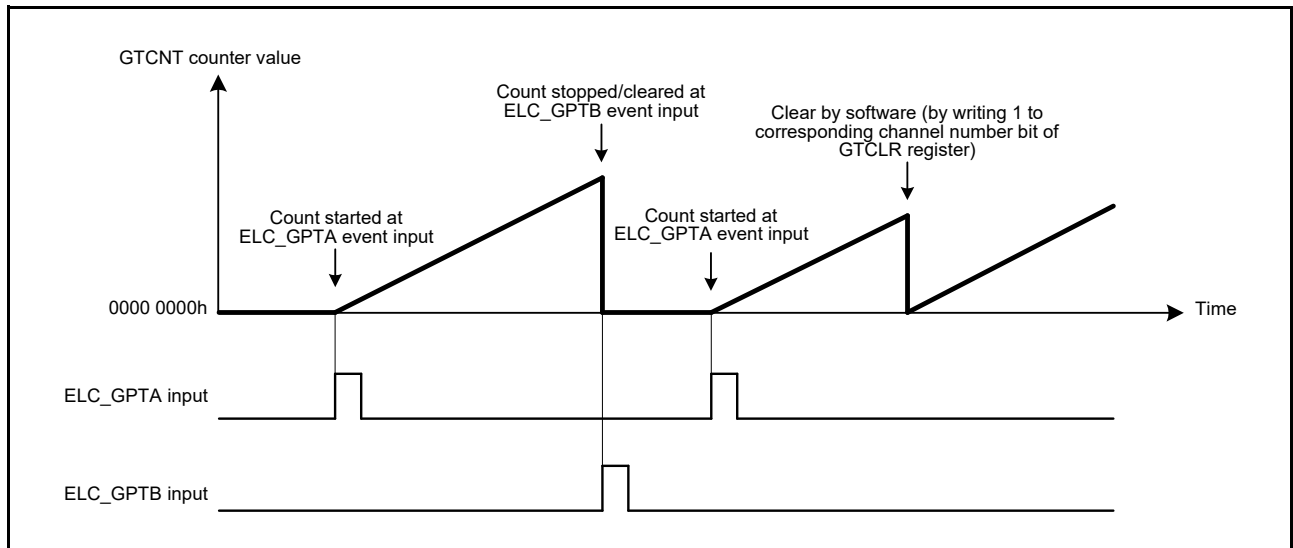 GTCNT counter value
Count stopped/cleared at
ELC_GPTB event input
Clear by software (by writing 1 to
corresponding channel number bit of
GTCLR register)
Count started at
ELC_GPTA event input
Count started at
ELC_GPTA event input
0000 0000h
Time
ELC_GPTA input
ELC_GPTB input